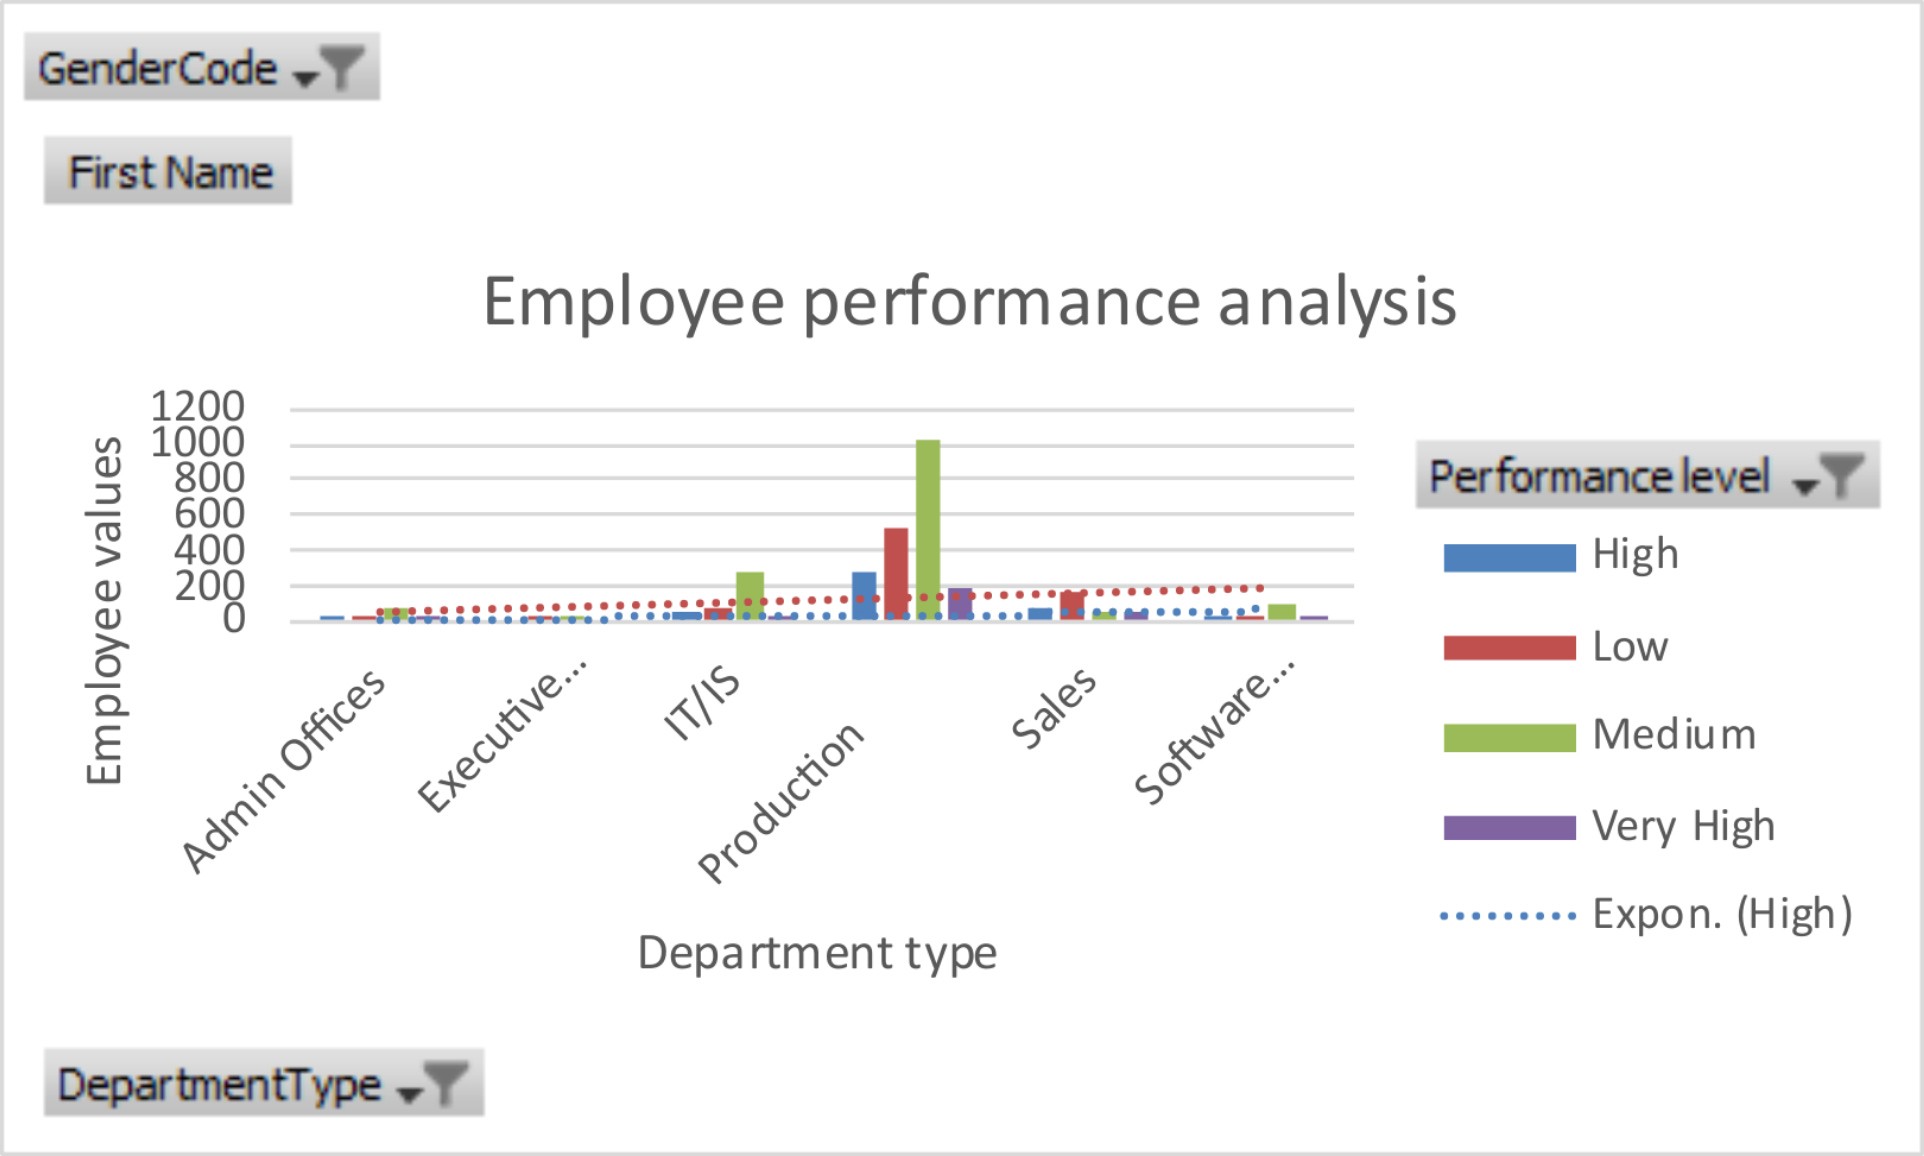 GenderCode
First Name
Employee performance analysis
Employee values
1200
1000
800
600
400
200
0
Admin Offices
Executive...
IT/IS
Production
Sales
Software...
Department type
Performance level
High
Low
Medium
Very High
Expon. (High)
DepartmentType